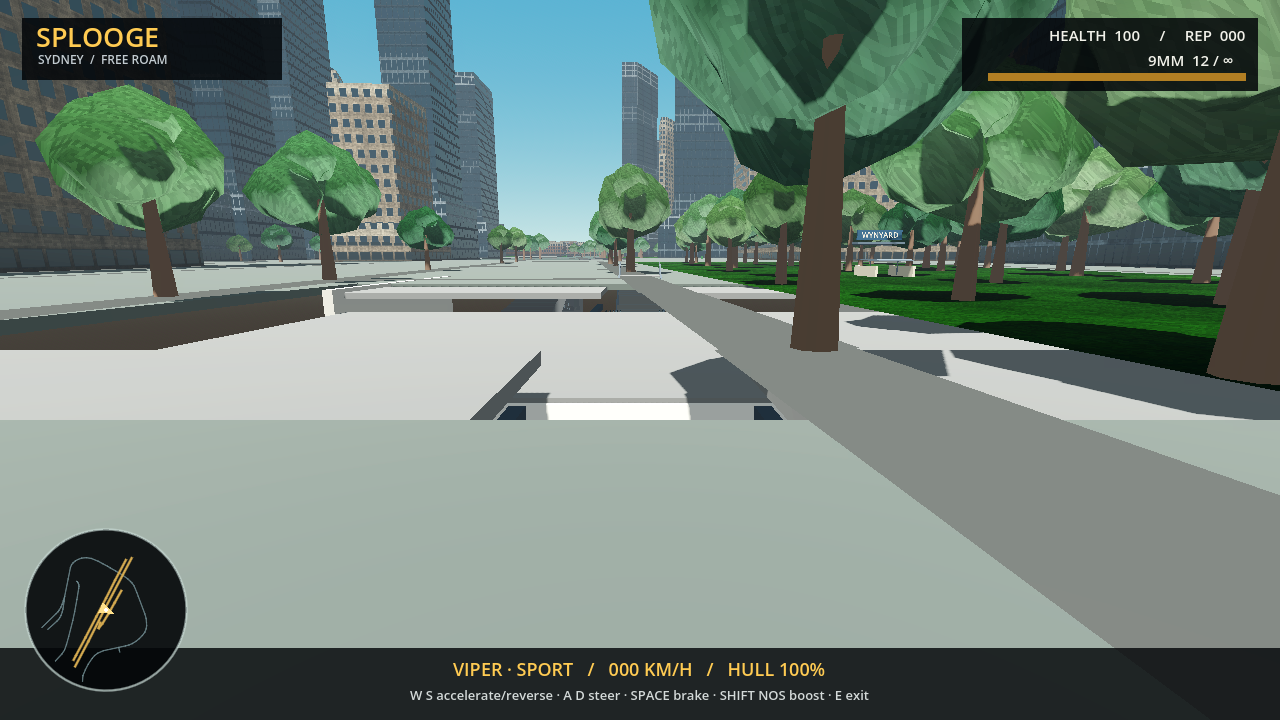 SPLOOGE
SYDNEY / FREE ROAM
HEALTH 100 / REP 000
9MM 12 / ∞
WYNYARD
VIPER · SPORT / 000 KM/H / HULL 100%
W S accelerate/reverse · A D steer · SPACE brake · SHIFT NOS boost · E exit